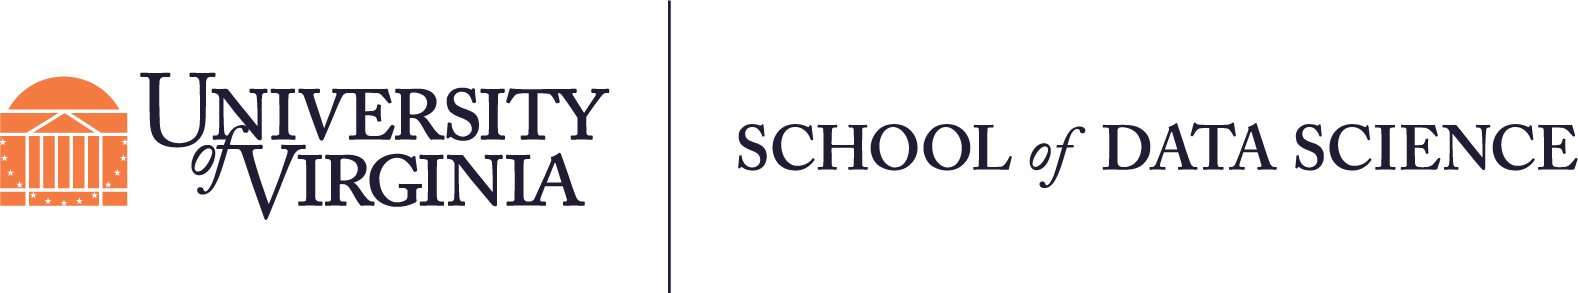 UNIVERSITY
of VIRGINIA
SCHOOL of DATA SCIENCE